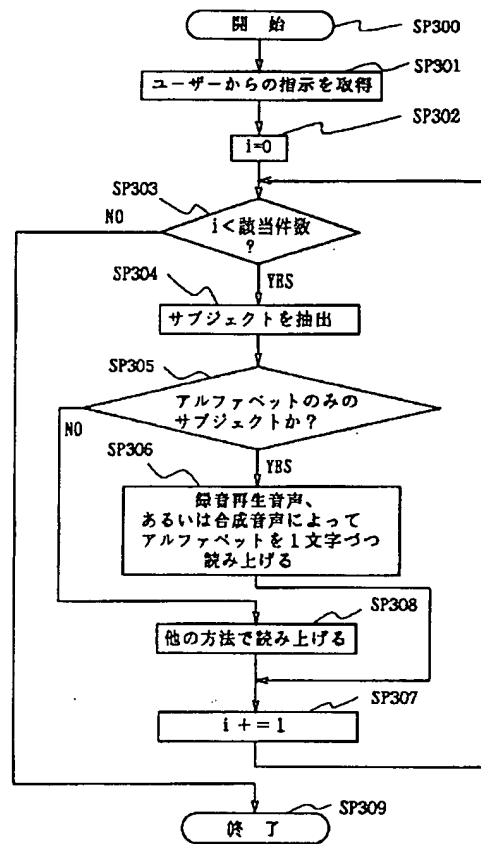 開始
SP300
SP301
ユーザーからの指示を取得
SP302
i=0
SP303
NO
i<該当件数
?
YES
SP304
サブジェクトを抽出
SP305
アルファベットのみの
サブジェクトか?
NO
YES
SP306
録音再生音声、
あるいは合成音声によって
アルファベットを1文字づつ
読み上げる
SP308
他の方法で読み上げる
SP307
i+=1
SP309
終了